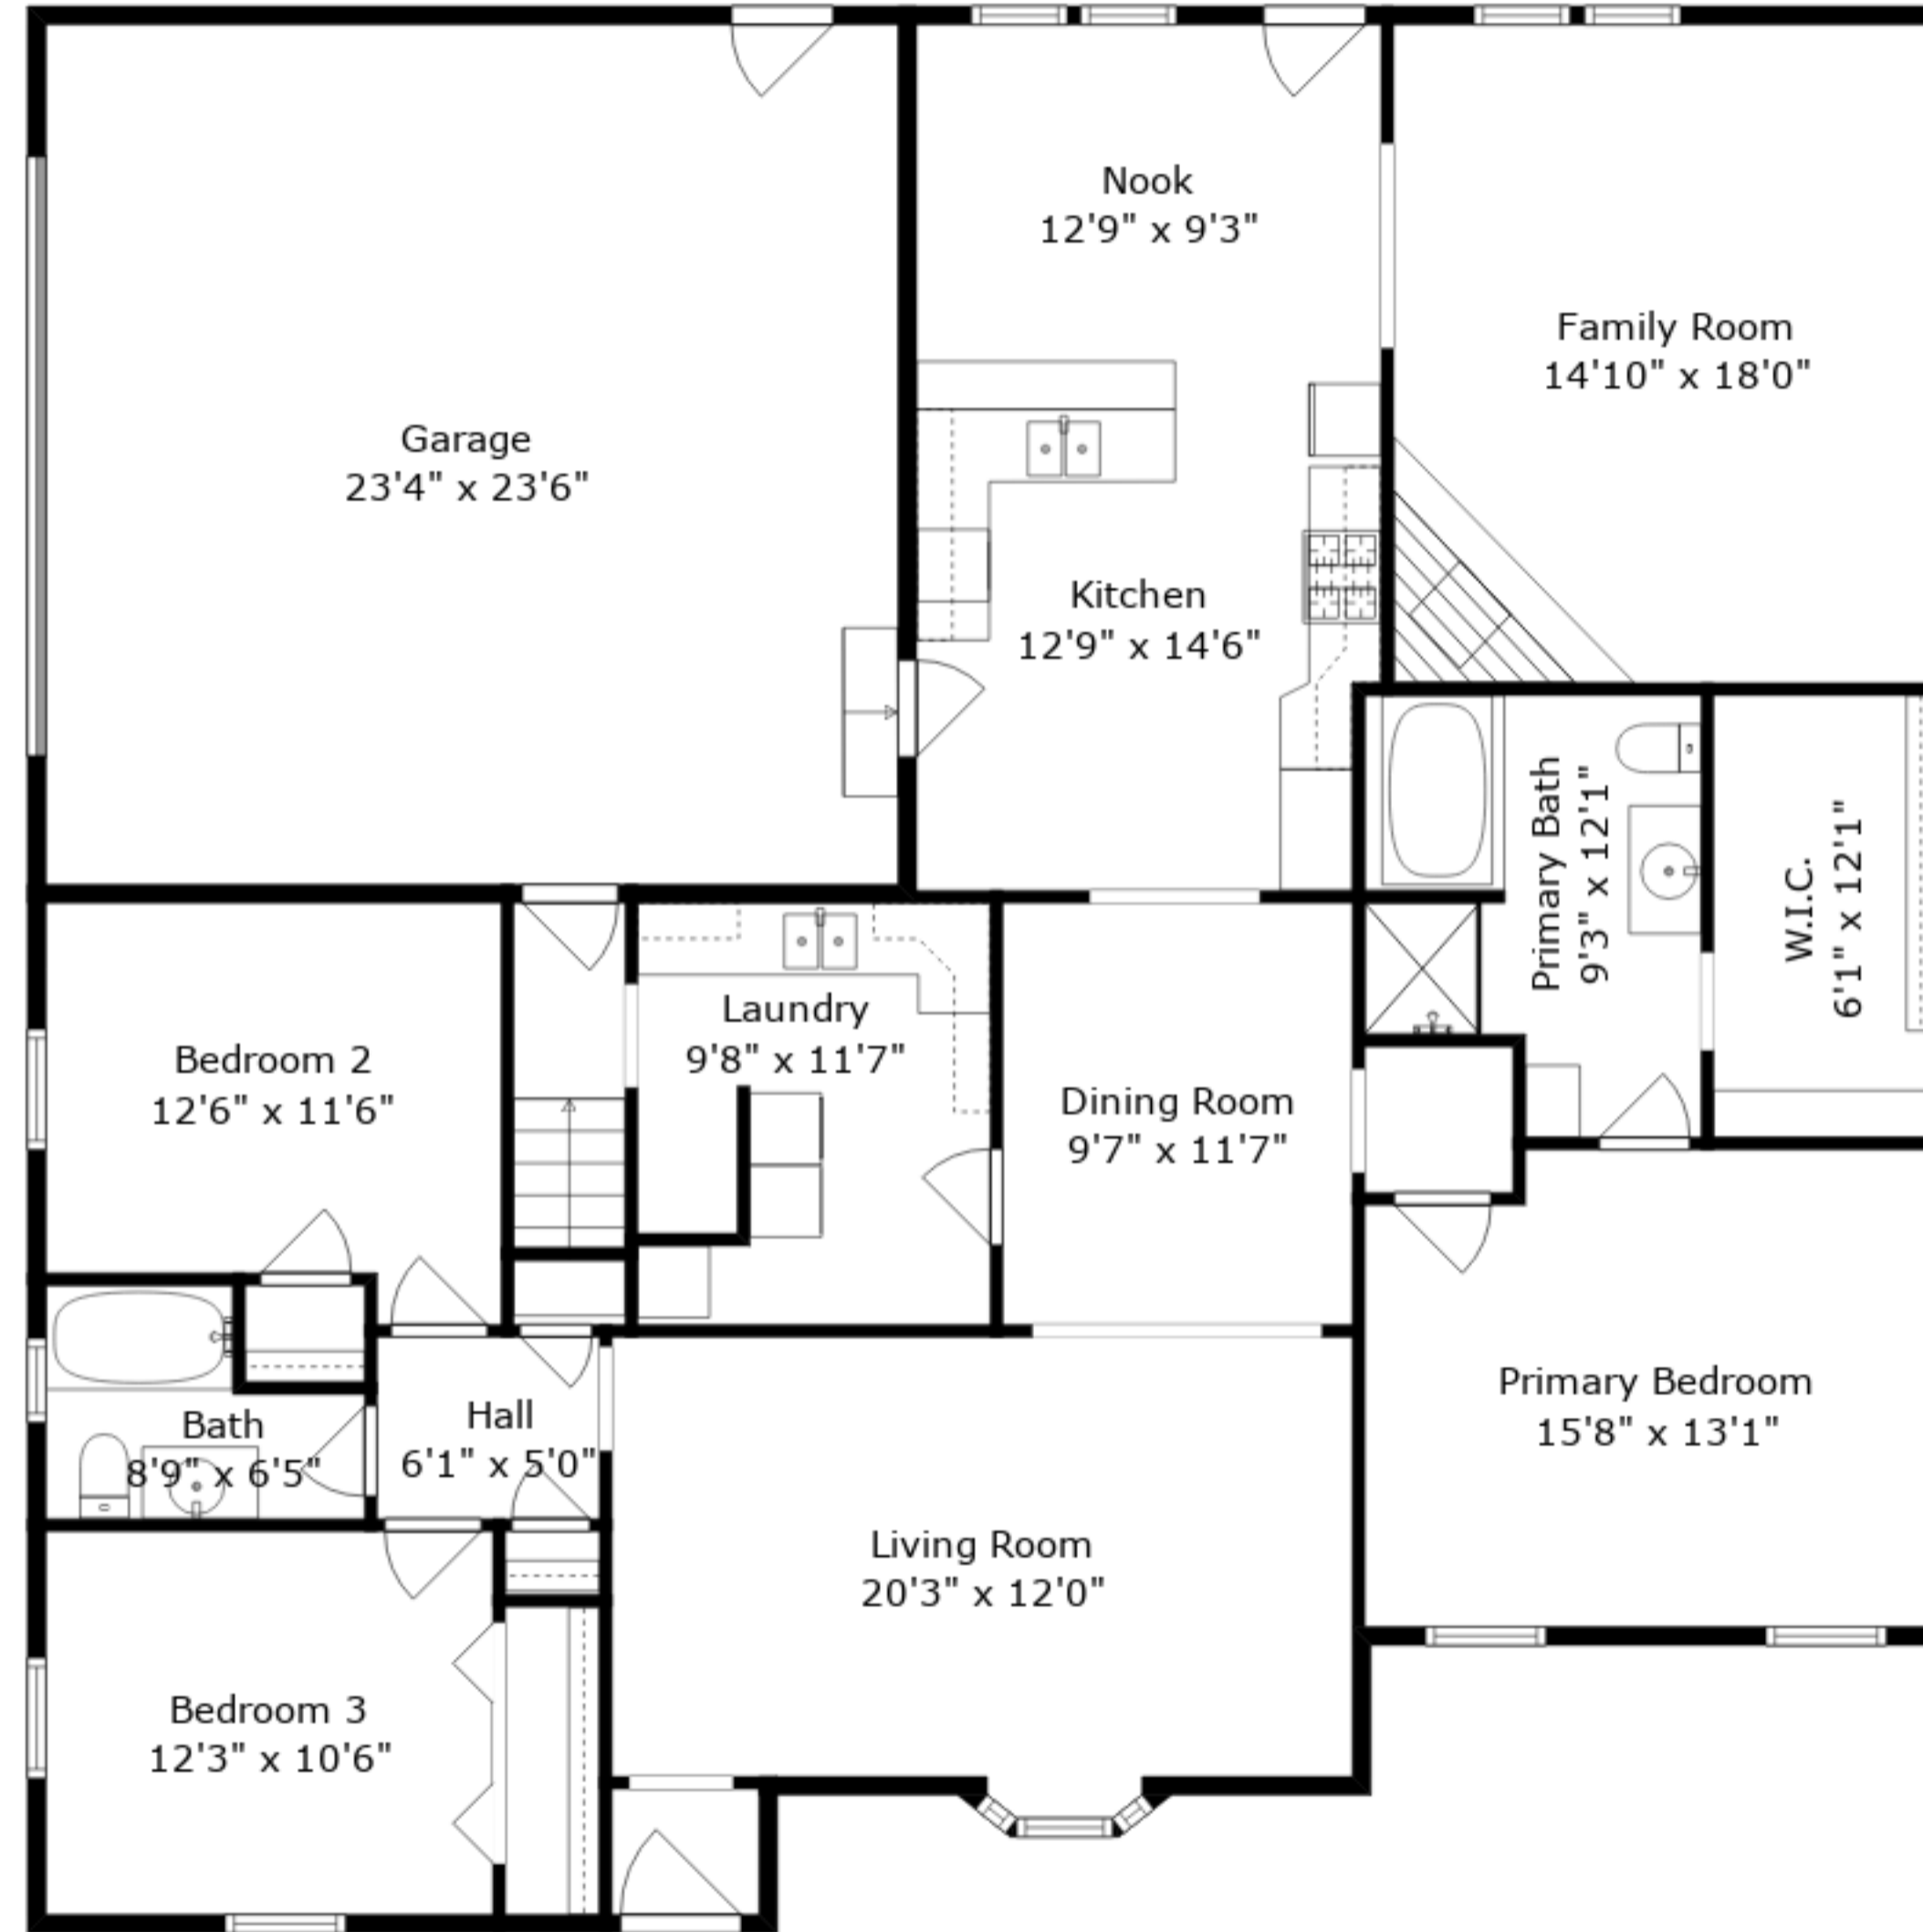 Nook
12'9" x 9'3"
Family Room
14'10" x 18'0"
Garage
23'4" x 23'6"
Kitchen
12'9" x 14'6"
Primary Bath
9'3" x 12'1"
W.I.C.
6'1" x 12'1"
Laundry
9'8" x 11'7"
Bedroom 2
12'6" x 11'6"
Dining Room
9'7" x 11'7"
Primary Bedroom
15'8" x 13'1"
Bath
8'9" x 6'5"
Hall
6'1" x 5'0"
Living Room
20'3" x 12'0"
Bedroom 3
12'3" x 10'6"